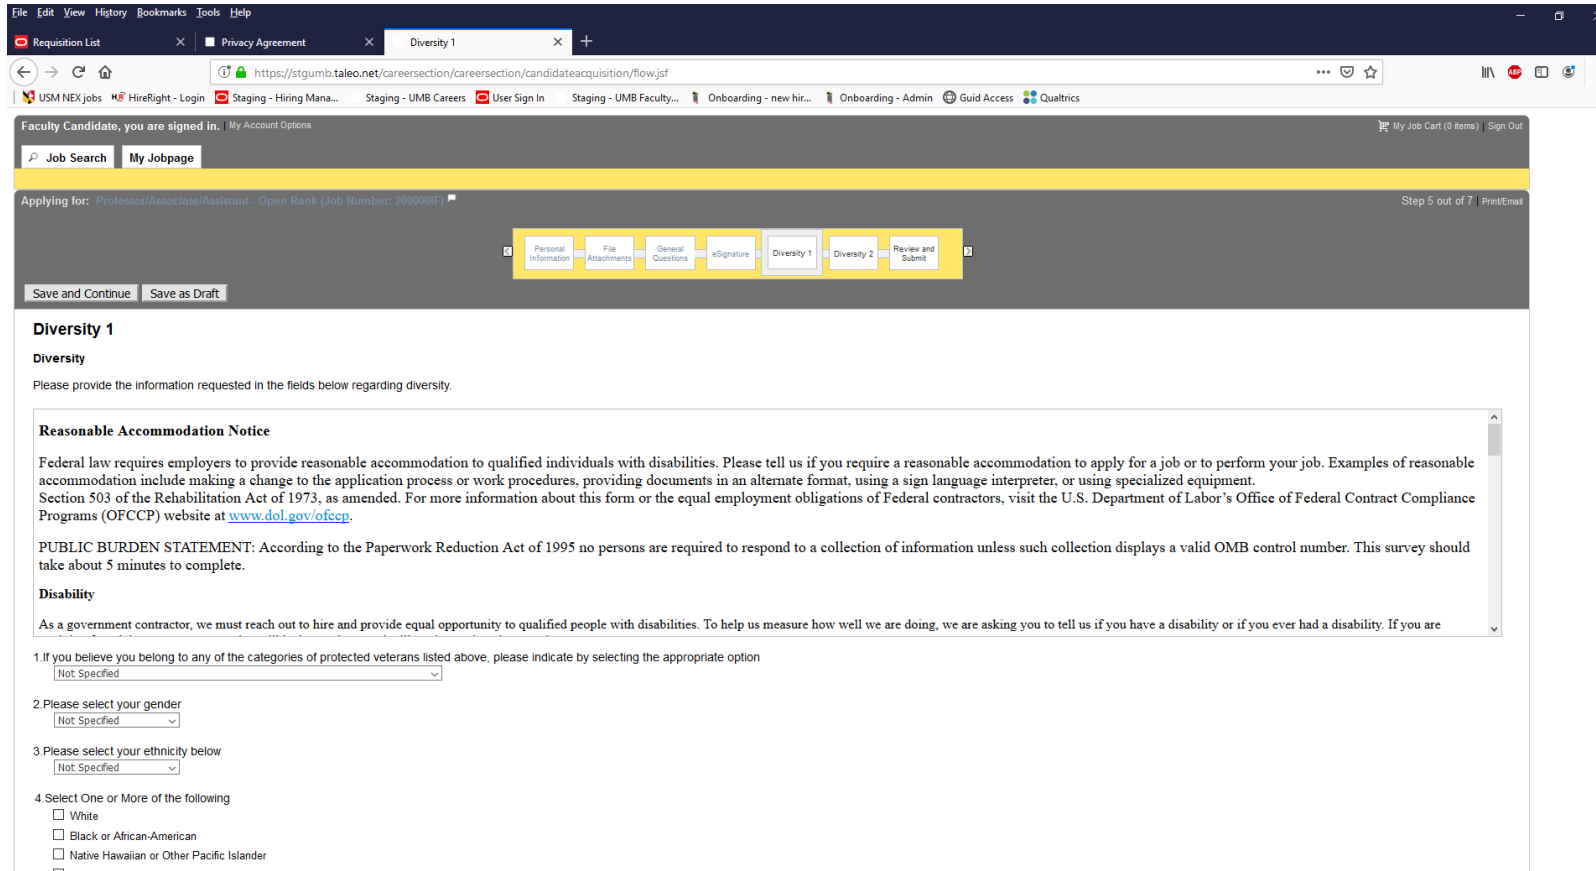 File Edit View History Bookmarks Tools Help
Requisition List Privacy Agreement Diversity 1
https://stgumb.taleo.net/careersection/careersection/candidateacquisition/flow.jsf
ABP
USM NEX jobs HireRight - Login Staging - Hiring Mana... Staging - UMB Careers User Sign In Staging - UMB Faculty... Onboarding - new hir... Onboarding - Admin Guid Access Qualtrics
Faculty Candidate, you are signed in. | My Account Options My Job Cart (0 items) | Sign Out
Job Search My Jobpage
Applying for: Professor/Associate/Assistant - Open Rank (Job Number: 200000IF) Step 5 out of 7 | Print/Email
Personal Information File Attachments General Questions eSignature Diversity 1 Diversity 2 Review and Submit
Save and Continue Save as Draft
Diversity 1
Diversity
Please provide the information requested in the fields below regarding diversity.
Reasonable Accommodation Notice
Federal law requires employers to provide reasonable accommodation to qualified individuals with disabilities. Please tell us if you require a reasonable accommodation to apply for a job or to perform your job. Examples of reasonable
accommodation include making a change to the application process or work procedures, providing documents in an alternate format, using a sign language interpreter, or using specialized equipment.
Section 503 of the Rehabilitation Act of 1973, as amended. For more information about this form or the equal employment obligations of Federal contractors, visit the U.S. Department of Labor's Office of Federal Contract Compliance
Programs (OFCCP) website at www.dol.gov/ofccp.
PUBLIC BURDEN STATEMENT: According to the Paperwork Reduction Act of 1995 no persons are required to respond to a collection of information unless such collection displays a valid OMB control number. This survey should
take about 5 minutes to complete.
Disability
As a government contractor, we must reach out to hire and provide equal opportunity to qualified people with disabilities. To help us measure how well we are doing, we are asking you to tell us if you have a disability or if you ever had a disability. If you are
1.If you believe you belong to any of the categories of protected veterans listed above, please indicate by selecting the appropriate option
Not Specified
2.Please select your gender
Not Specified
3.Please select your ethnicity below
Not Specified
4.Select One or More of the following
White
Black or African-American
Native Hawaiian or Other Pacific Islander